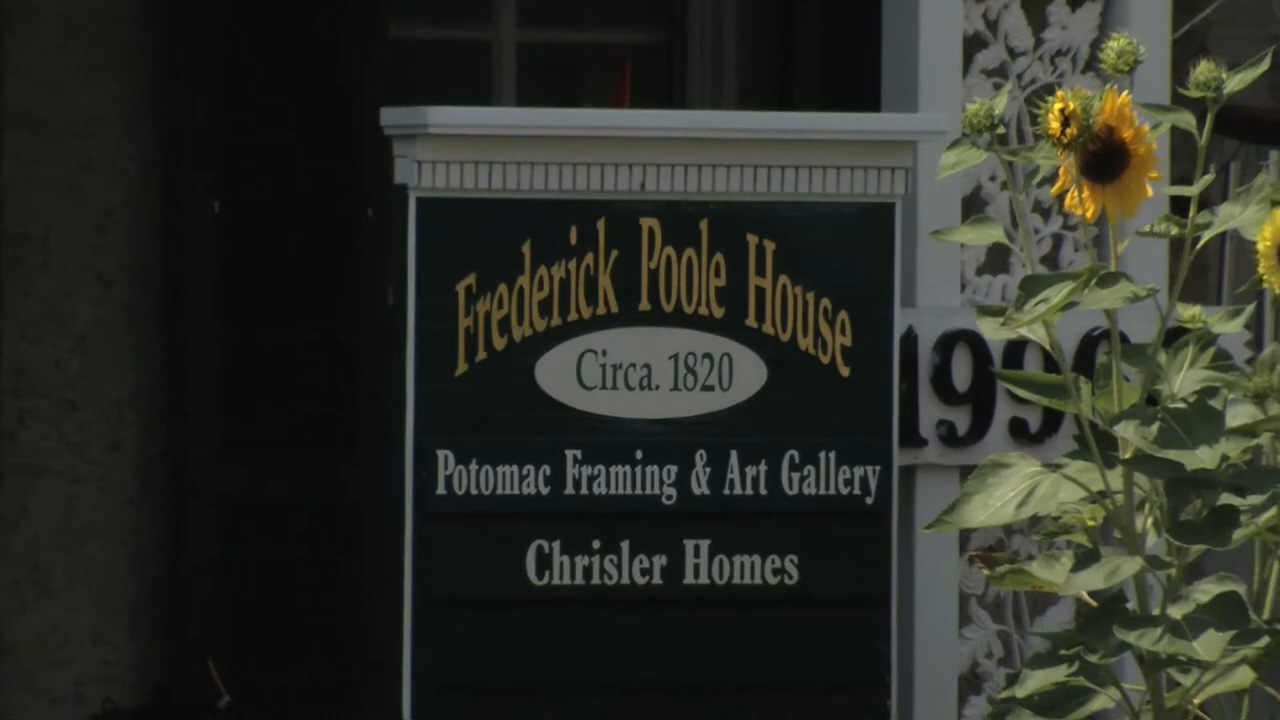 Frederick Poole House
Circa. 1820
Potomac Framing & Art Gallery
Chrisler Homes